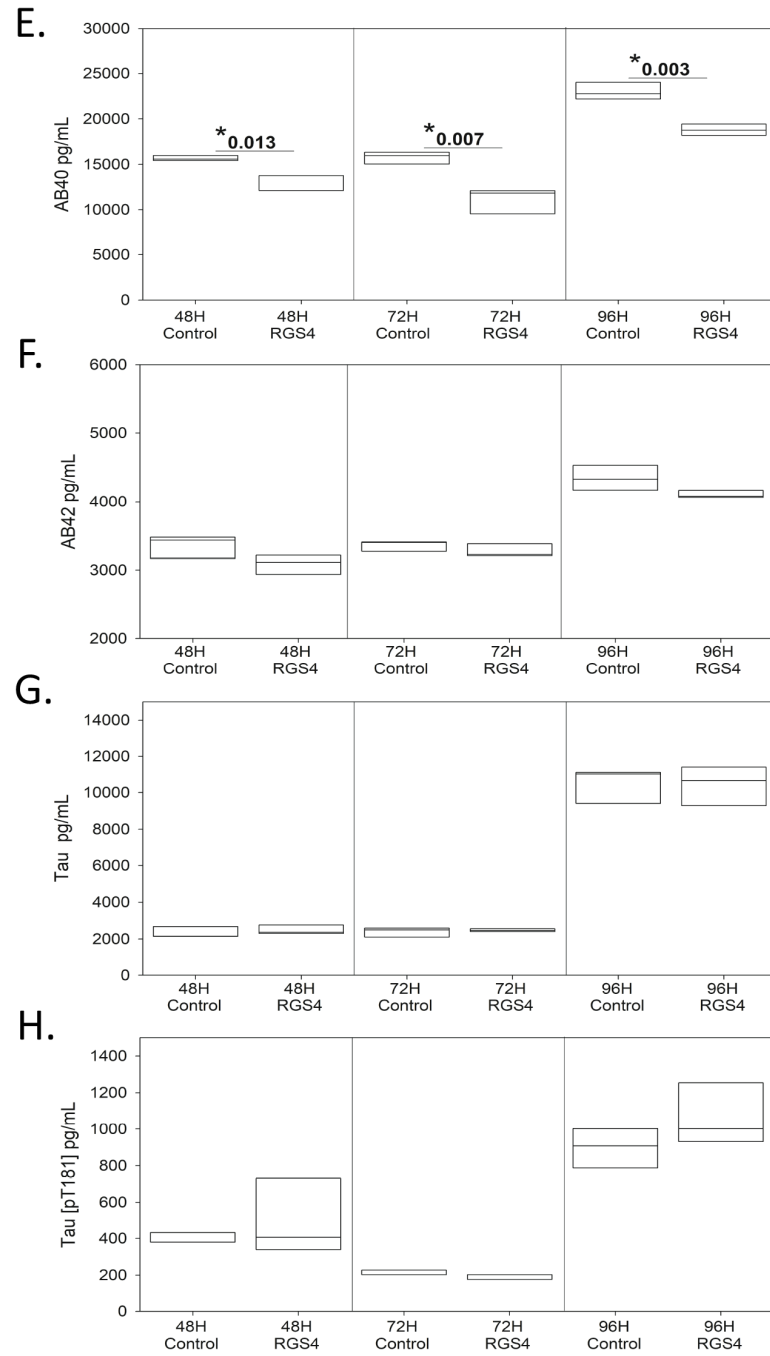 E.
AB40 pg/mL
30000
25000
20000
15000
10000
5000
0
*0.013
*0.007
*0.003
48H Control
48H RGS4
72H Control
72H RGS4
96H Control
96H RGS4
F.
AB42 pg/mL
6000
5000
4000
3000
2000
48H Control
48H RGS4
72H Control
72H RGS4
96H Control
96H RGS4
G.
Tau pg/mL
14000
12000
10000
8000
6000
4000
2000
0
48H Control
48H RGS4
72H Control
72H RGS4
96H Control
96H RGS4
H.
Tau [pT181] pg/mL
1400
1200
1000
800
600
400
200
0
48H Control
48H RGS4
72H Control
72H RGS4
96H Control
96H RGS4